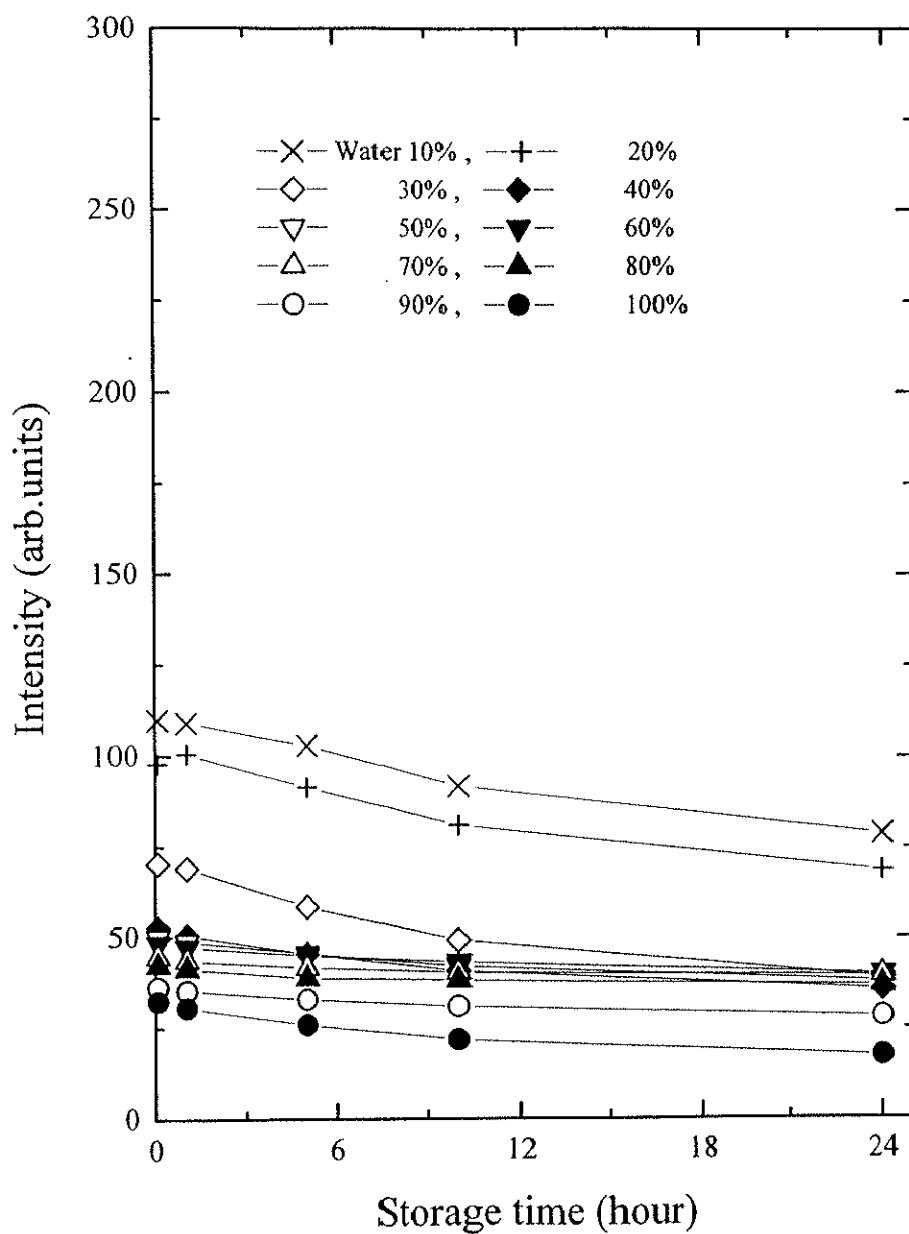 300
Water 10% , 20%
30% , 40%
250
50% , 60%
70% , 80%
90% , 100%
200
Intensity (arb.units)
150
100
50
0
0 6 12 18 24
Storage time (hour)